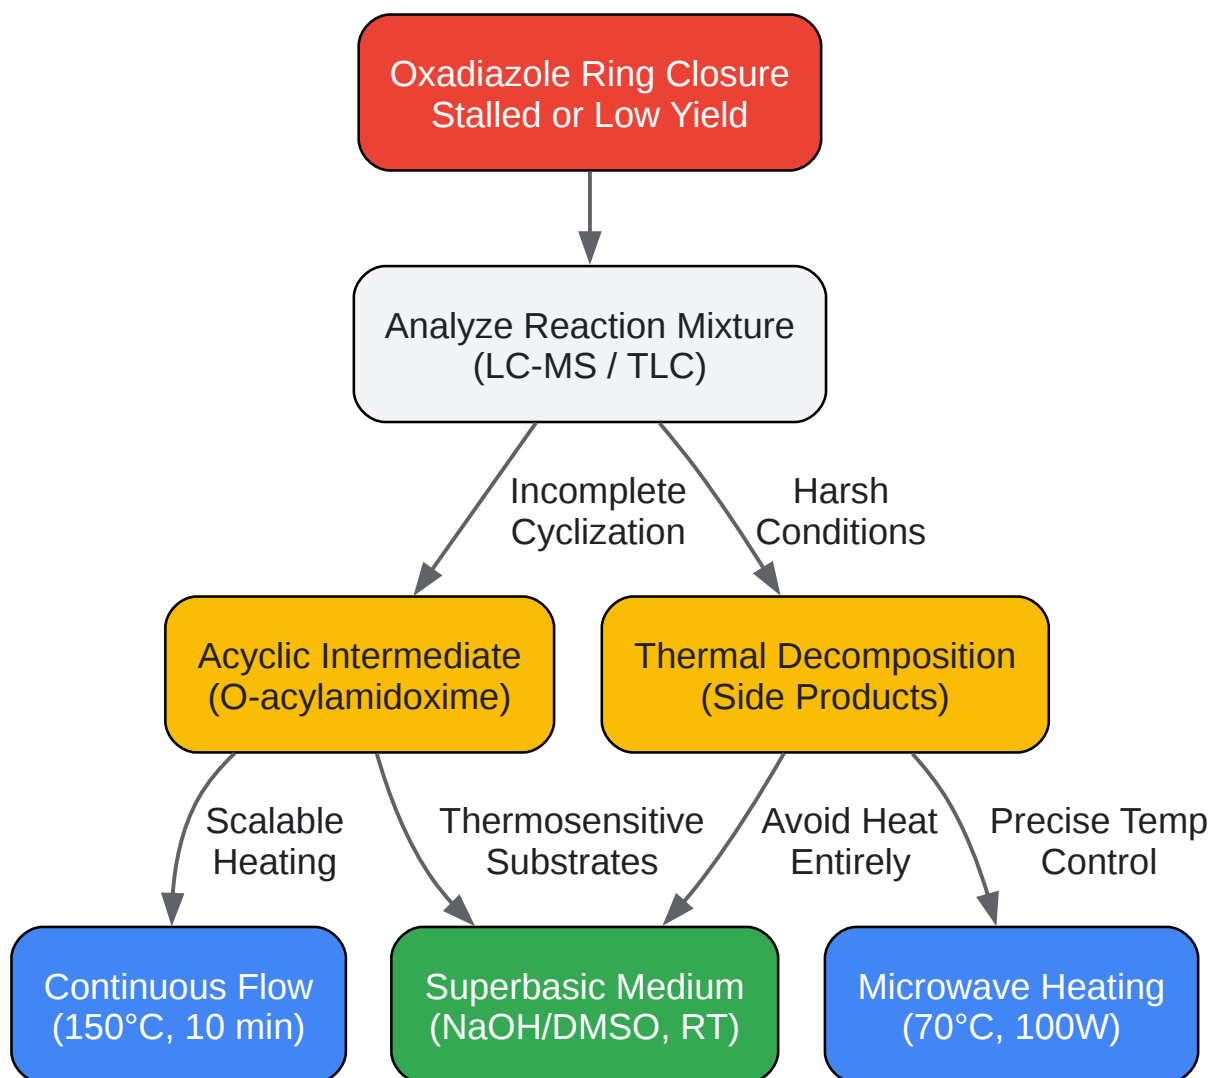 Oxadiazole Ring Closure
Stalled or Low Yield
Analyze Reaction Mixture
(LC-MS / TLC)
Incomplete
Cyclization
Harsh
Conditions
Acyclic Intermediate
(O-acylamidoxime)
Thermal Decomposition
(Side Products)
Scalable
Heating
Thermosensitive
Substrates
Avoid Heat
Entirely
Precise Temp
Control
Continuous Flow
(150°C, 10 min)
Superbasic Medium
(NaOH/DMSO, RT)
Microwave Heating
(70°C, 100W)